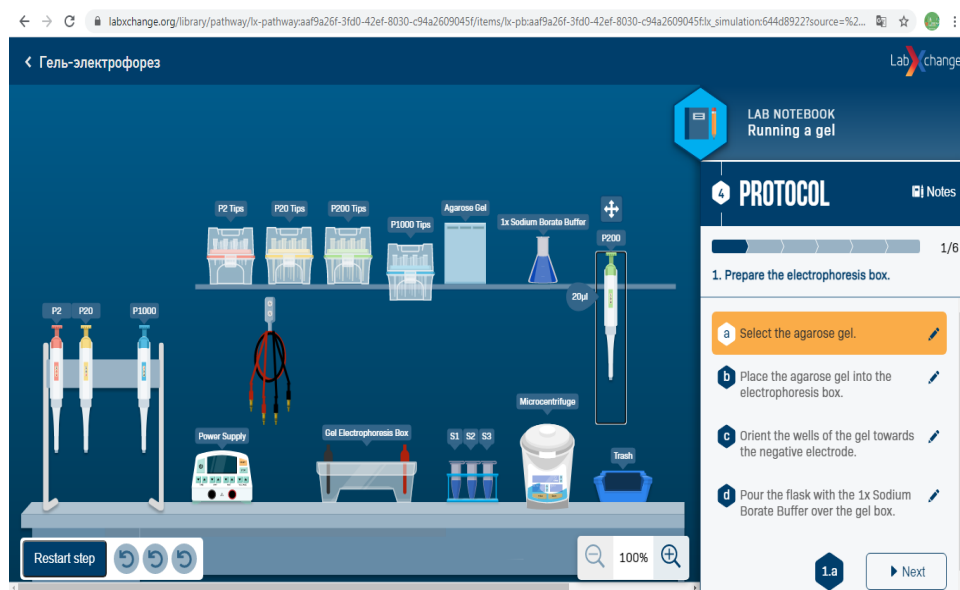 labxchange.org/library/pathway/lx-pathway:aaf9a26f-3fd0-42ef-8030-c94a2609045f/items/lx-pb:aaf9a26f-3fd0-42ef-8030-c94a2609045f:lx_simulation:644d8922?source=%2...
Гель-электрофорез
LabXchange
LAB NOTEBOOK
Running a gel
4 PROTOCOL
Notes
1/6
1. Prepare the electrophoresis box.
a Select the agarose gel.
b Place the agarose gel into the
electrophoresis box.
c Orient the wells of the gel towards
the negative electrode.
d Pour the flask with the 1x Sodium
Borate Buffer over the gel box.
1.a
Next
P2 Tips
P20 Tips
P200 Tips
P1000 Tips
Agarose Gel
1x Sodium Borate Buffer
P200
20µl
P2
P20
P1000
Power Supply
Gel Electrophoresis Box
S1 S2 S3
Microcentrifuge
Trash
Restart step
100%